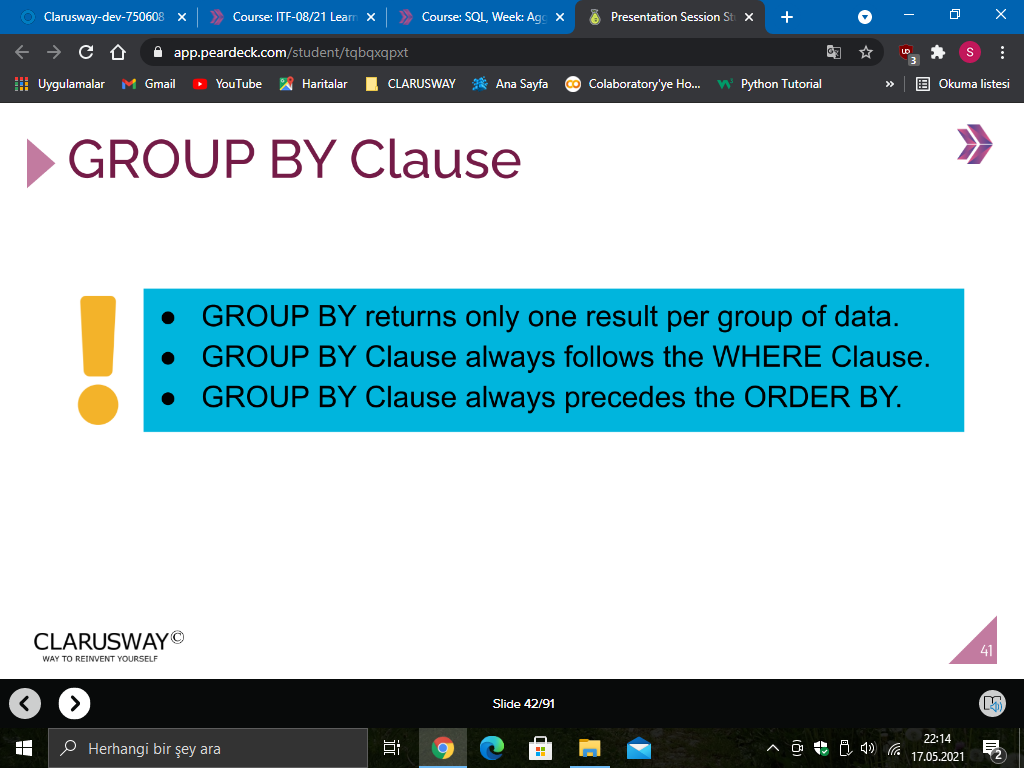 Clarusway-dev-750608
Course: ITF-08/21 Learn
Course: SQL, Week: Agg
Presentation Session St
app.peardeck.com/student/tqbqxqpxt
3
S
Uygulamalar
Gmail
YouTube
Haritalar
CLARUSWAY
Ana Sayfa
Colaboratory'ye Ho...
Python Tutorial
»
Okuma listesi
GROUP BY Clause
● GROUP BY returns only one result per group of data.
● GROUP BY Clause always follows the WHERE Clause.
● GROUP BY Clause always precedes the ORDER BY.
CLARUSWAY©
WAY TO REINVENT YOURSELF
41
Slide 42/91
Herhangi bir şey ara
22:14
17.05.2021
2